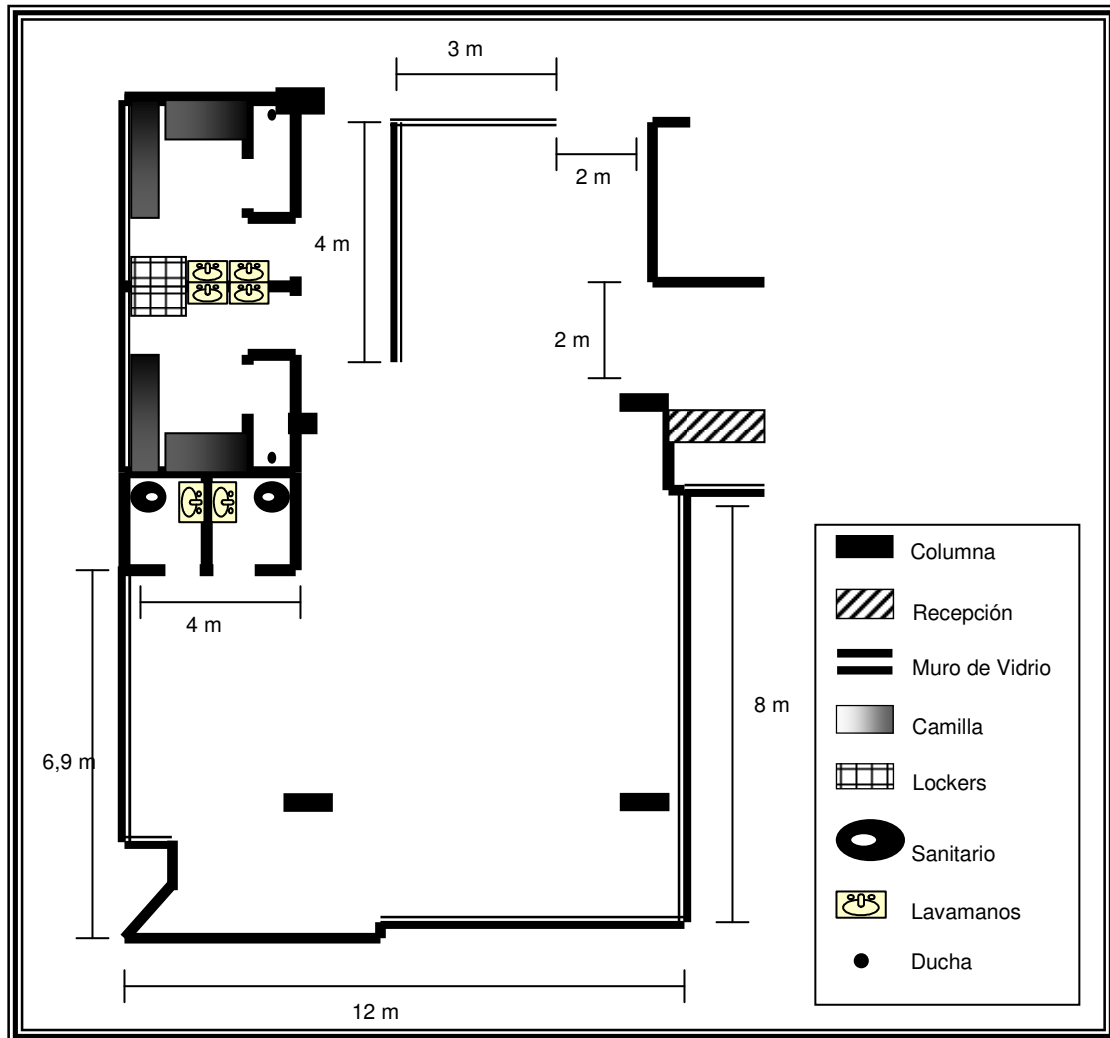 3 m
2 m
4 m
2 m
4 m
8 m
6,9 m
12 m
Columna
Recepción
Muro de Vidrio
Camilla
Lockers
Sanitario
Lavamanos
Ducha